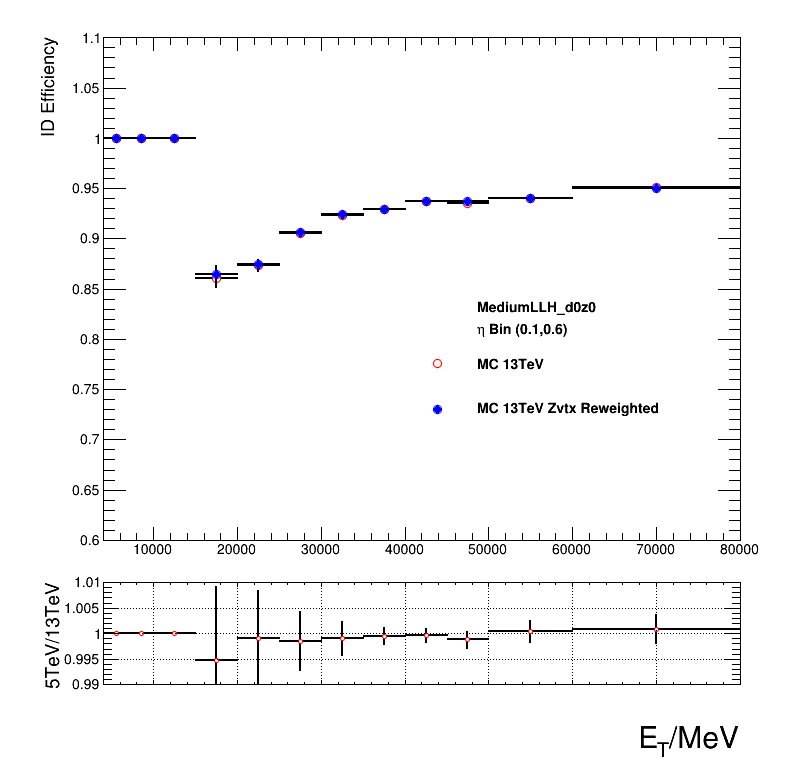 ID Efficiency
1.1
1.05
1
0.95
0.9
0.85
0.8
0.75
0.7
0.65
0.6
MediumLLH_d0z0
η Bin (0.1,0.6)
MC 13TeV
MC 13TeV Zvtx Reweighted
10000 20000 30000 40000 50000 60000 70000 80000
5TeV/13TeV
1.01
1.005
1
0.995
0.99
E_T/MeV